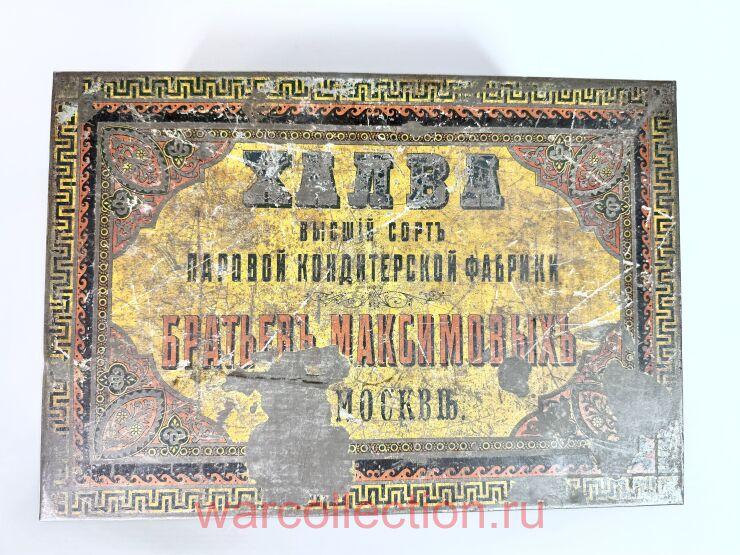 ХАЛВА
ВЫСШІЙ СОРТЪ
ПАРОВОЙ КОНДИТЕРСКОЙ ФАБРИКИ
БРАТЬЕВЪ МАКСИМОВЫХЪ
МОСКВѢ.
warcollection.ru